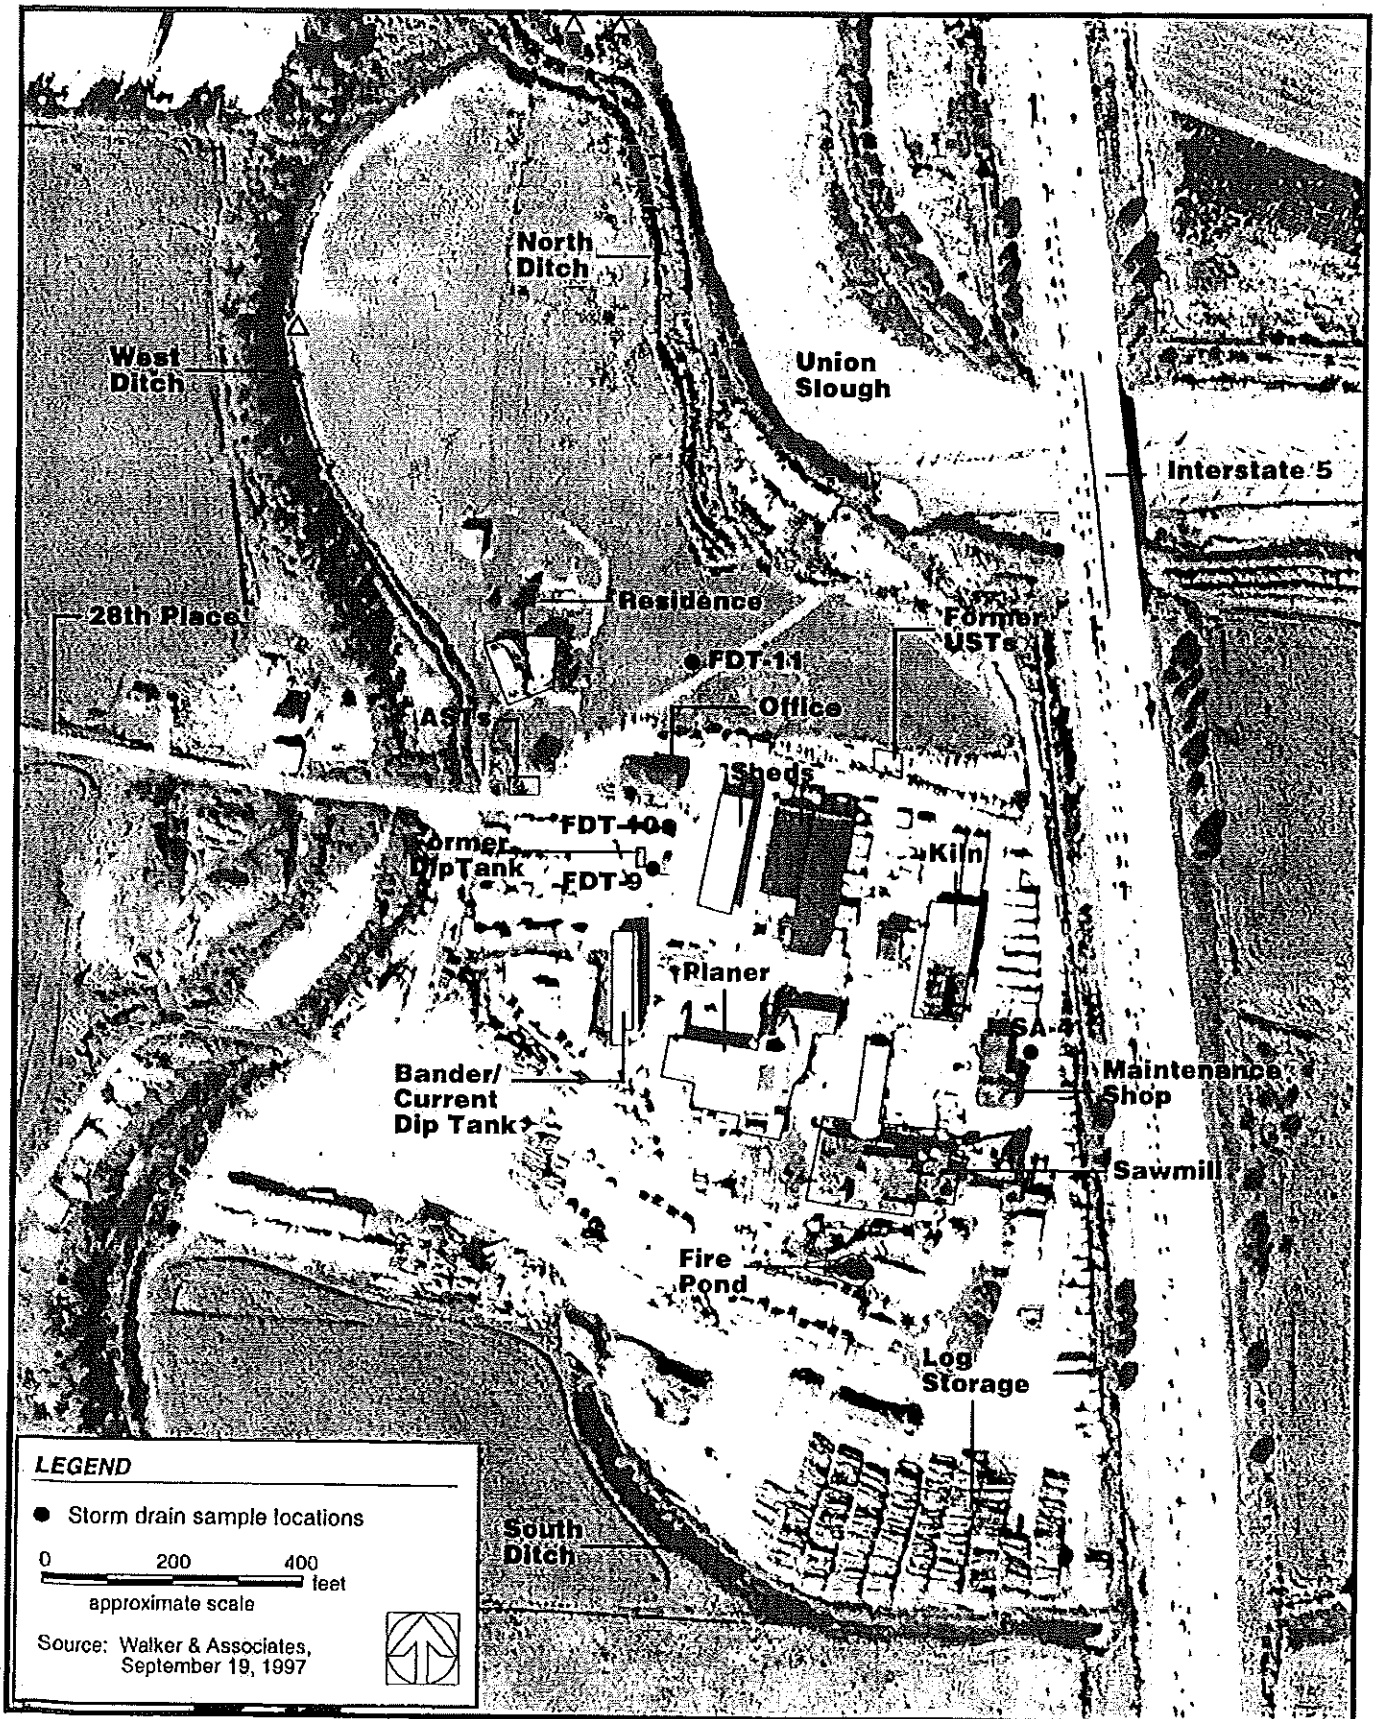 North
Ditch
West
Ditch
Union
Slough
Interstate 5
28th Place
Residence
Former
USTs
FDT-11
ASTs
Office
Sheds
FDT-10
Former
Dip Tank
FDT-9
Kiln
Planer
Bander/
Current
Dip Tank
Maintenance
Shop
Sawmill
Fire
Pond
Log
Storage
South
Ditch
LEGEND
Storm drain sample locations
0 200 400
feet
approximate scale
Source: Walker & Associates,
September 19, 1997